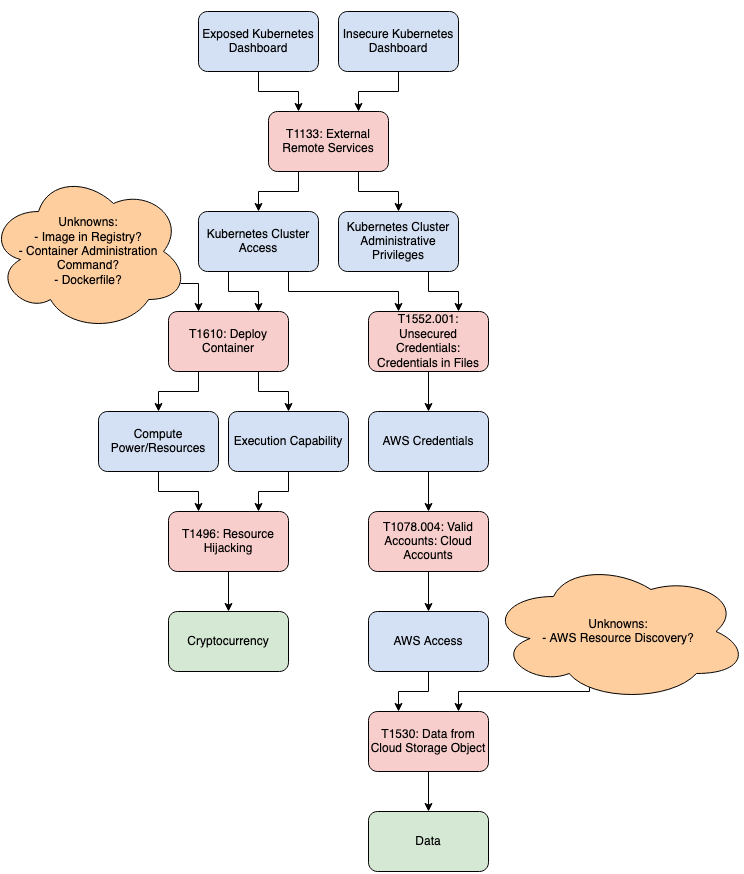 Exposed Kubernetes
Dashboard
Insecure Kubernetes
Dashboard
T1133: External
Remote Services
Unknowns:
- Image in Registry?
- Container Administration
Command?
- Dockerfile?
Kubernetes Cluster
Access
Kubernetes Cluster
Administrative
Privileges
T1610: Deploy
Container
T1552.001:
Unsecured
Credentials:
Credentials in Files
Compute
Power/Resources
Execution Capability
AWS Credentials
T1496: Resource
Hijacking
T1078.004: Valid
Accounts: Cloud
Accounts
Cryptocurrency
AWS Access
Unknowns:
- AWS Resource Discovery?
T1530: Data from
Cloud Storage Object
Data